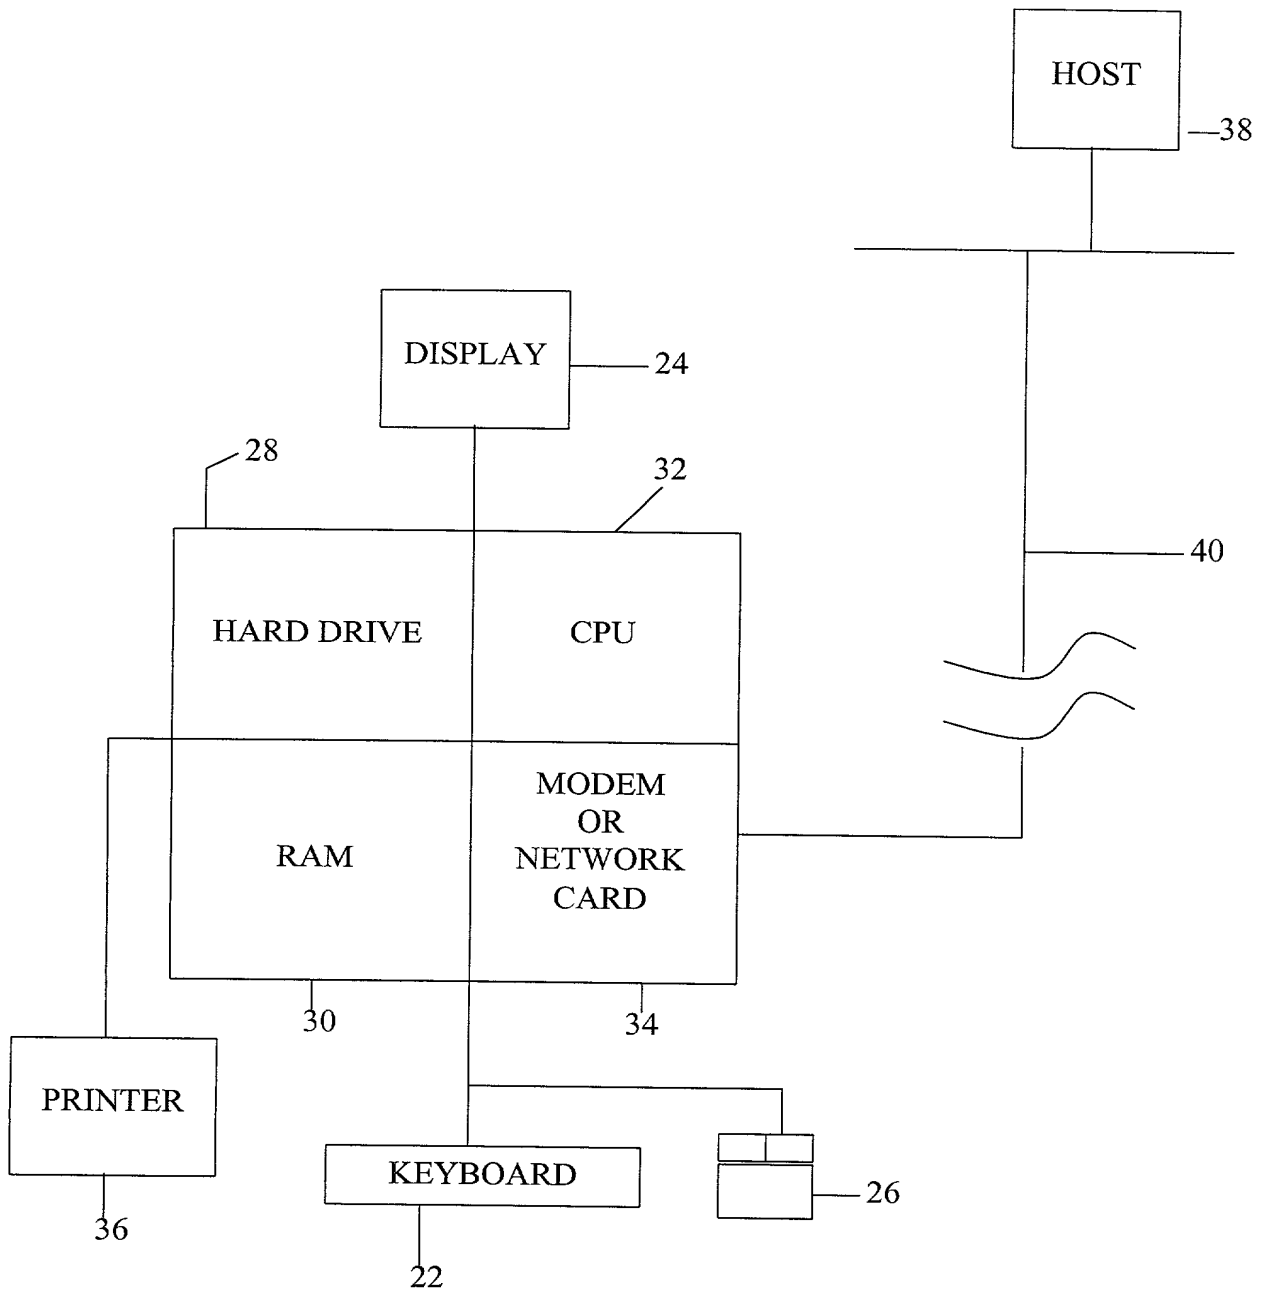 HOST
38
DISPLAY
24
28
32
40
HARD DRIVE
CPU
MODEM
OR
NETWORK
CARD
RAM
30
34
PRINTER
KEYBOARD
26
36
22